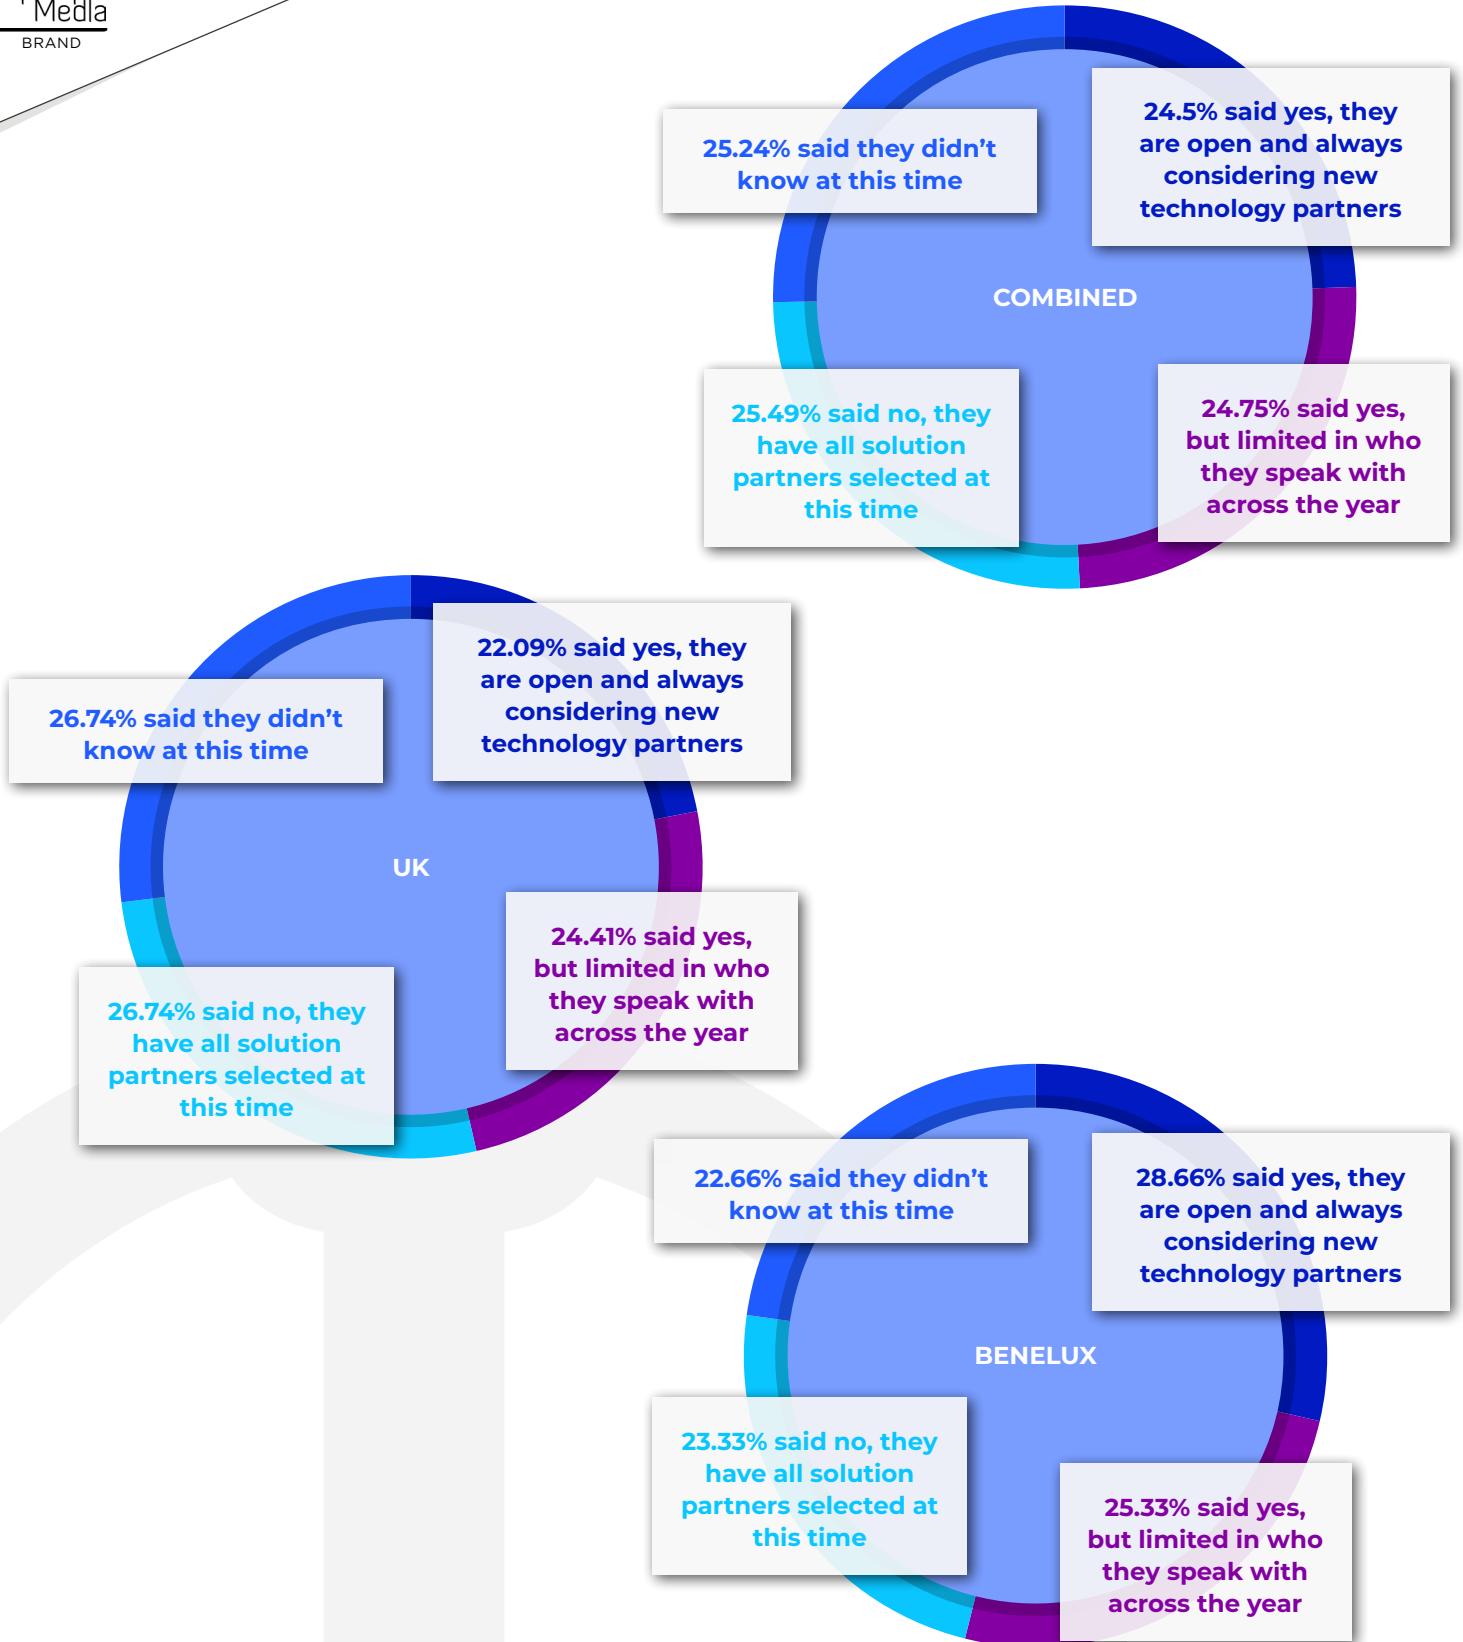 Media
BRAND
25.24% said they didn’t
know at this time
24.5% said yes, they
are open and always
considering new
technology partners
COMBINED
25.49% said no, they
have all solution
partners selected at
this time
24.75% said yes,
but limited in who
they speak with
across the year
26.74% said they didn’t
know at this time
22.09% said yes, they
are open and always
considering new
technology partners
UK
26.74% said no, they
have all solution
partners selected at
this time
24.41% said yes,
but limited in who
they speak with
across the year
22.66% said they didn’t
know at this time
28.66% said yes, they
are open and always
considering new
technology partners
BENELUX
23.33% said no, they
have all solution
partners selected at
this time
25.33% said yes,
but limited in who
they speak with
across the year